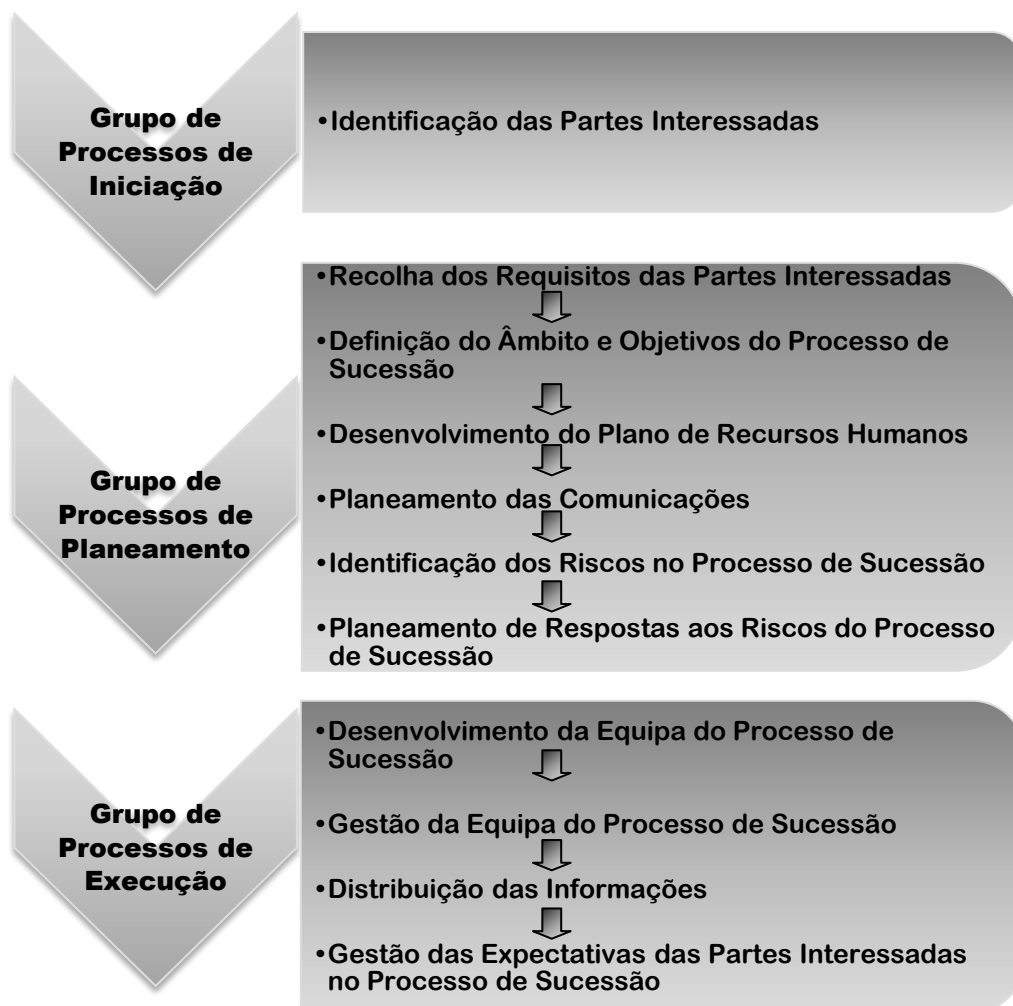 Grupo de
Processos de
Iniciação
•Identificação das Partes Interessadas
Grupo de
Processos de
Planeamento
•Recolha dos Requisitos das Partes Interessadas
•Definição do Âmbito e Objetivos do Processo de
Sucessão
•Desenvolvimento do Plano de Recursos Humanos
•Planeamento das Comunicações
•Identificação dos Riscos no Processo de Sucessão
•Planeamento de Respostas aos Riscos do Processo
de Sucessão
Grupo de
Processos de
Execução
•Desenvolvimento da Equipa do Processo de
Sucessão
•Gestão da Equipa do Processo de Sucessão
•Distribuição das Informações
•Gestão das Expectativas das Partes Interessadas
no Processo de Sucessão